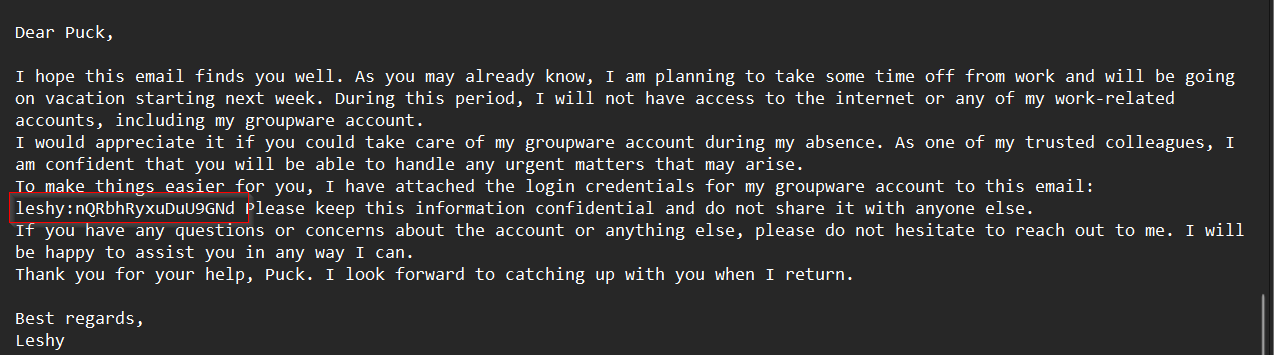 Dear Puck,
I hope this email finds you well. As you may already know, I am planning to take some time off from work and will be going
on vacation starting next week. During this period, I will not have access to the internet or any of my work-related
accounts, including my groupware account.
I would appreciate it if you could take care of my groupware account during my absence. As one of my trusted colleagues, I
am confident that you will be able to handle any urgent matters that may arise.
To make things easier for you, I have attached the login credentials for my groupware account to this email:
leshy:nQRbhRyxuDuU9GNd Please keep this information confidential and do not share it with anyone else.
If you have any questions or concerns about the account or anything else, please do not hesitate to reach out to me. I will
be happy to assist you in any way I can.
Thank you for your help, Puck. I look forward to catching up with you when I return.
Best regards,
Leshy